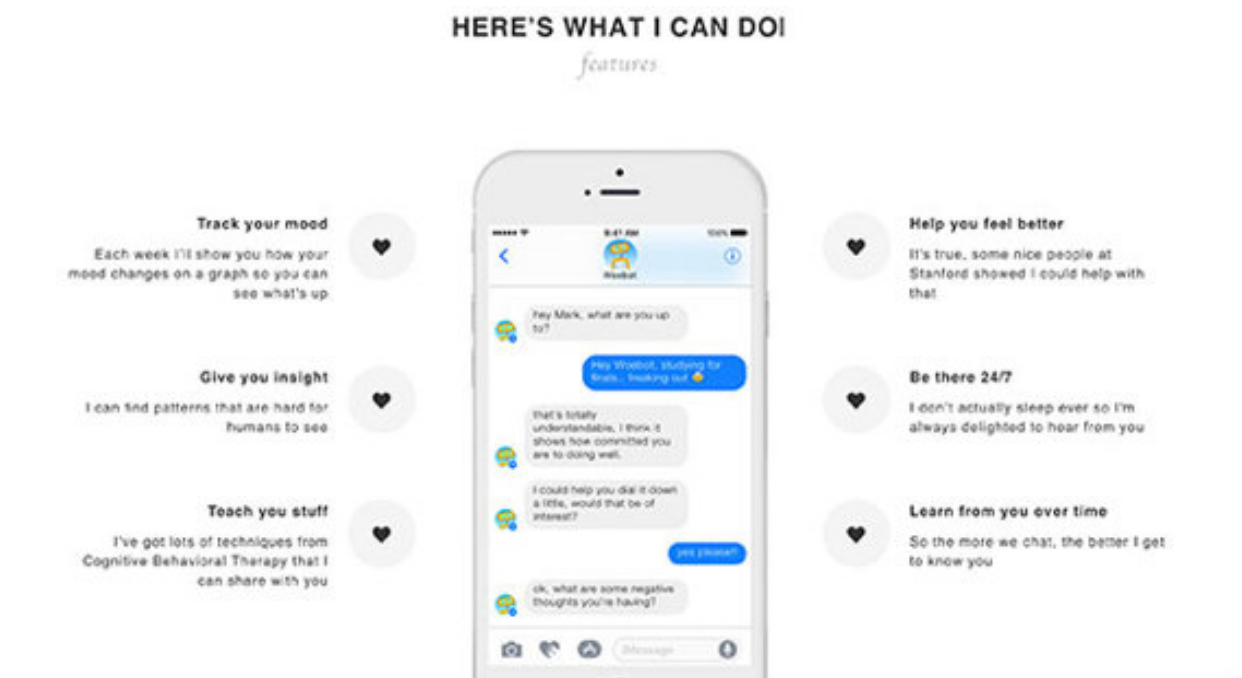 HERE'S WHAT I CAN DO!
features
Track your mood
Each week I'll show you how your
mood changes on a graph so you can
see what's up
Give you insight
I can find patterns that are hard for
humans to see
Teach you stuff
I've got lots of techniques from
Cognitive Behavioral Therapy that I
can share with you
9:41 AM
100%
Woebot
hey Mark, what are you up
to?
Hey Woebot, studying for
finals... freaking out
that's totally
understandable, I think it
shows how committed you
are to doing well.
I could help you dial it down
a little, would that be of
interest?
yes please!!
ok, what are some negative
thoughts you're having?
iMessage
Help you feel better
It's true, some nice people at
Stanford showed I could help with
that
Be there 24/7
I don't actually sleep ever so I'm
always delighted to hear from you
Learn from you over time
So the more we chat, the better I get
to know you